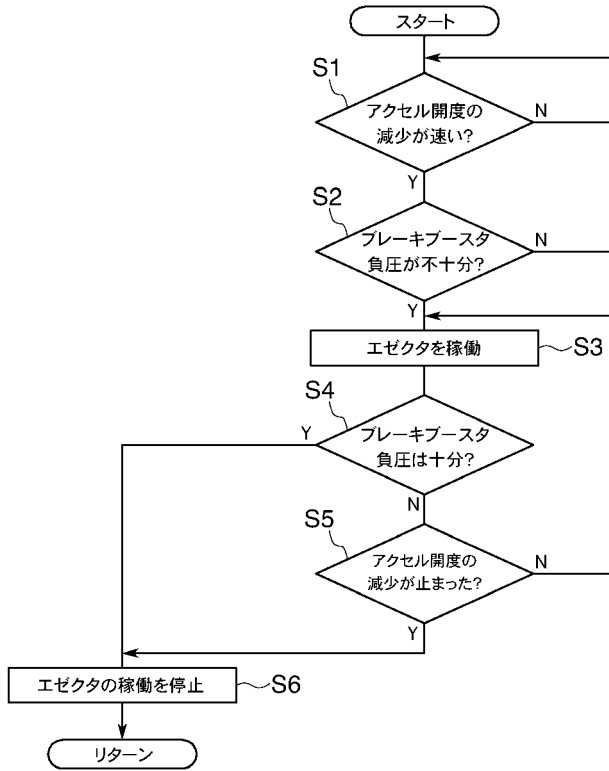 スタート
S1
アクセル開度の
減少が速い?
N
Y
S2
ブレーキブースタ
負圧が不十分?
N
Y
エゼクタを稼働
S3
S4
ブレーキブースタ
負圧は十分?
Y
N
S5
アクセル開度の
減少が止まった?
N
Y
エゼクタの稼働を停止
S6
リターン